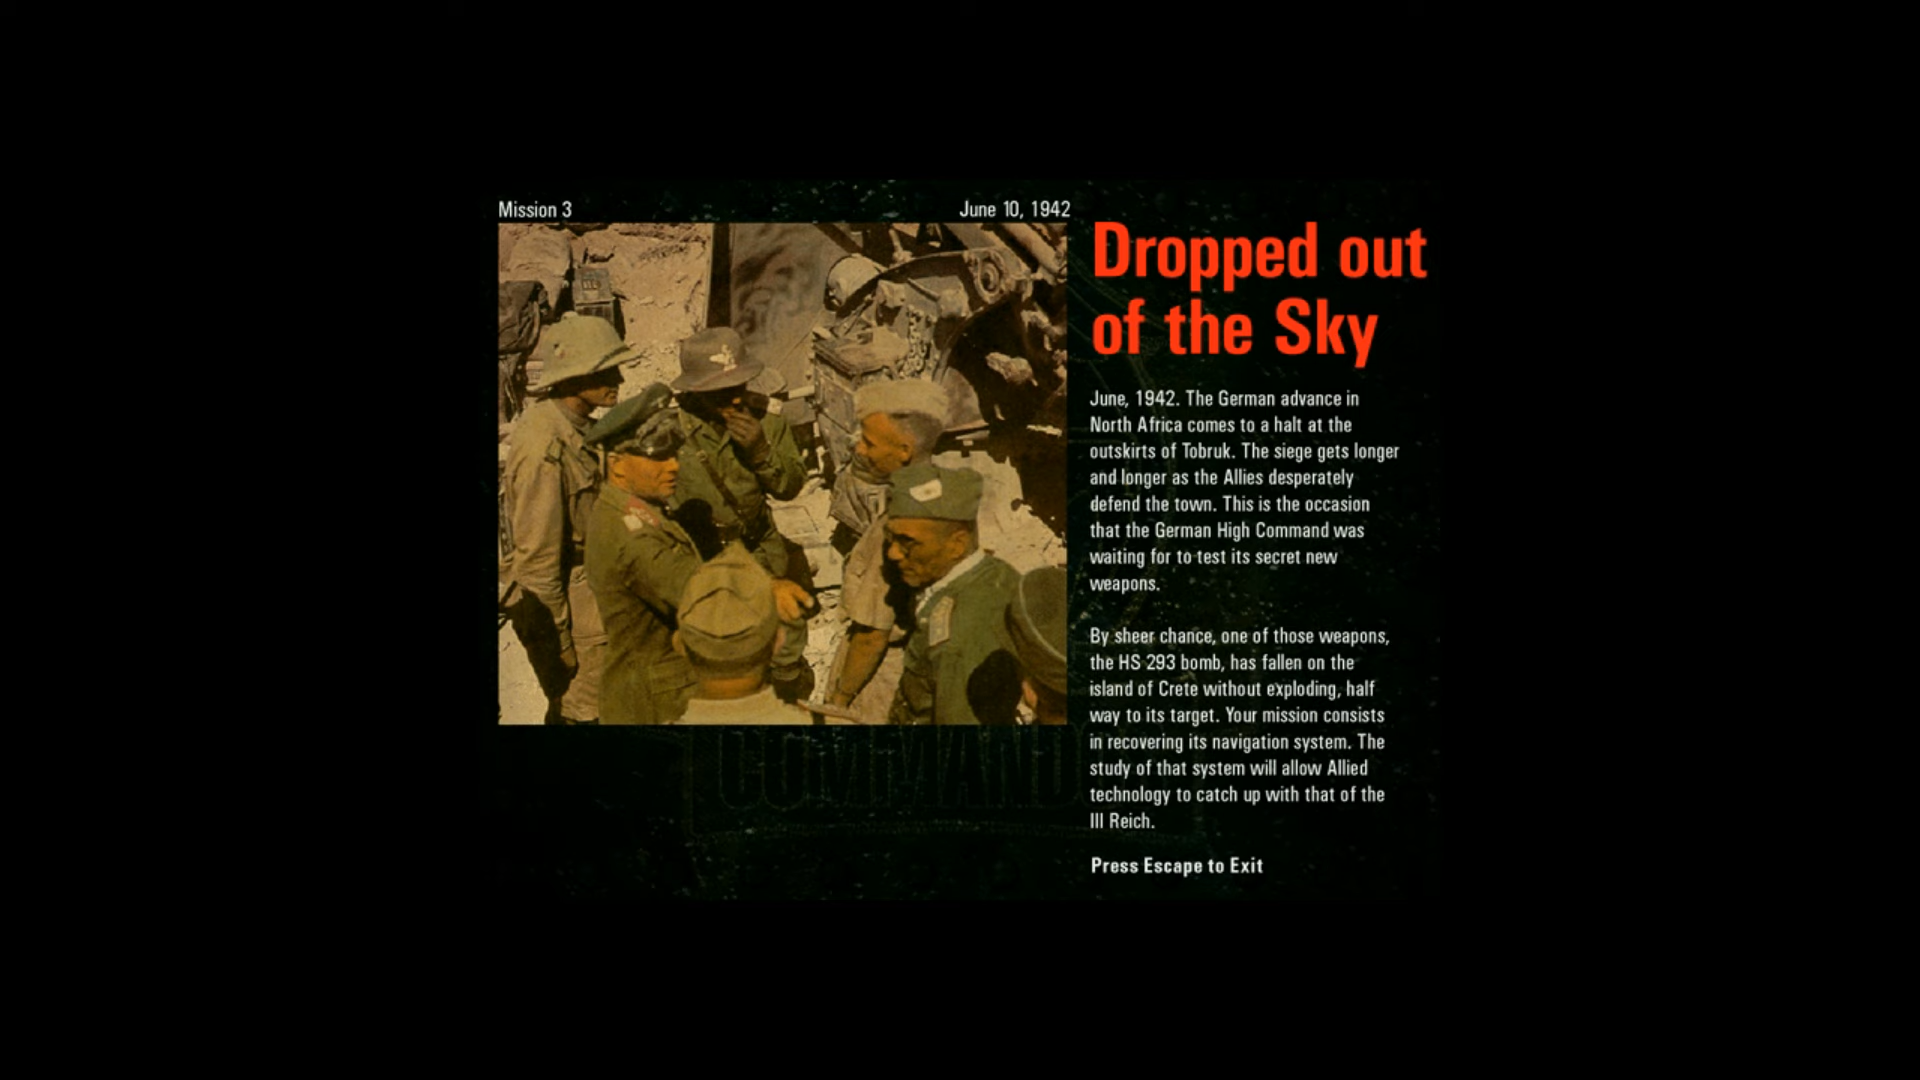 Mission 3
June 10, 1942
Dropped out
of the Sky
June, 1942. The German advance in
North Africa comes to a halt at the
outskirts of Tobruk. The siege gets longer
and longer as the Allies desperately
defend the town. This is the occasion
that the German High Command was
waiting for to test its secret new
weapons.
By sheer chance, one of those weapons,
the HS 293 bomb, has fallen on the
island of Crete without exploding, half
way to its target. Your mission consists
in recovering its navigation system. The
study of that system will allow Allied
technology to catch up with that of the
III Reich.
Press Escape to Exit
COMMANDO